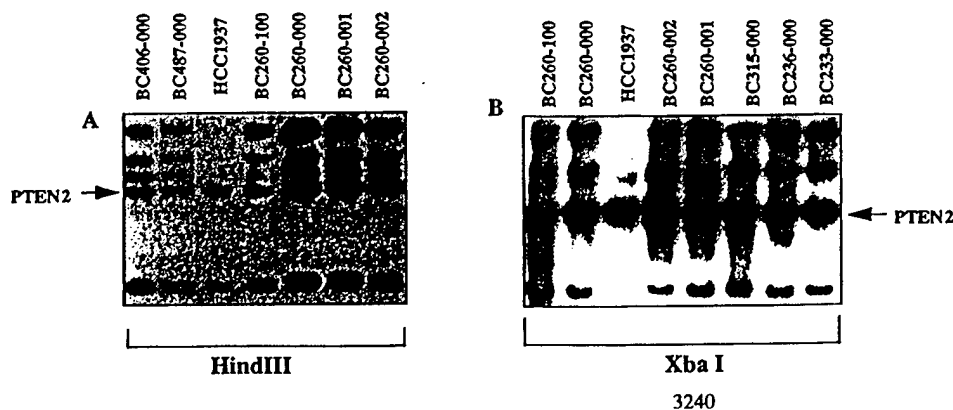 BC406-000
BC487-000
HCC1937
BC260-100
BC260-000
BC260-001
BC260-002
A
PTEN2
HindIII
BC260-100
BC260-000
HCC1937
BC260-002
BC260-001
BC315-000
BC236-000
BC233-000
B
PTEN2
Xba I
3240